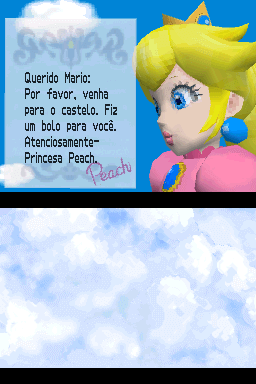 Querido Mario:
Por favor, venha
para o castelo. Fiz
um bolo para você.
Atenciosamente-
Princesa Peach.
Peach